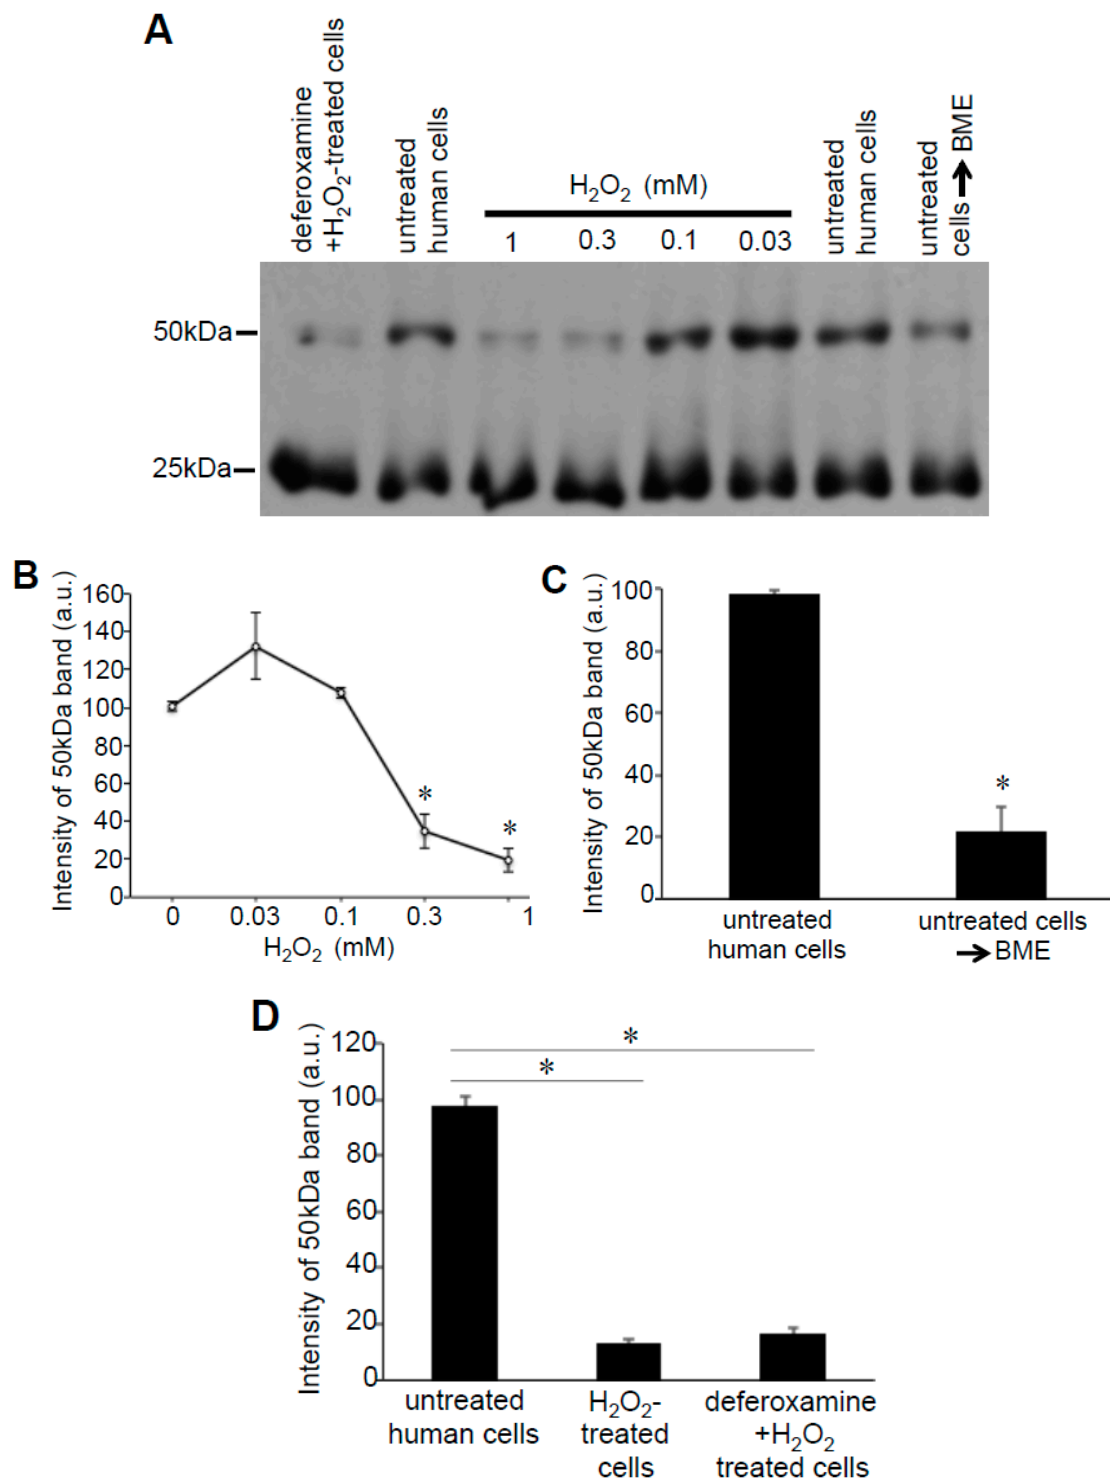 A
deferoxamine
+H₂O₂-treated cells
untreated
human cells
H₂O₂ (mM)
1 0.3 0.1 0.03
untreated
human cells
untreated
cells → BME
50kDa
25kDa
B
Intensity of 50kDa band (a.u.)
160
140
120
100
80
60
40
20
0
*
*
0 0.03 0.1 0.3 1
H₂O₂ (mM)
C
Intensity of 50kDa band (a.u.)
100
80
60
40
20
0
*
untreated
human cells
untreated cells
→ BME
D
Intensity of 50kDa band (a.u.)
120
100
80
60
40
20
0
*
*
untreated
human cells
H₂O₂-
treated
cells
deferoxamine
+H₂O₂
treated cells